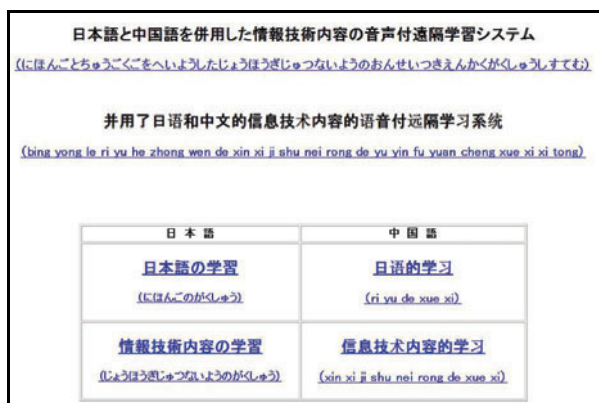 日本語と中国語を併用した情報技術内容の音声付遠隔学習システム
(にほんごとちゅうごくごをへいようしたじょうほうぎじゅつないようのおんせいつきえんかくがくしゅうしすてむ)
并用了日语和中文的信息技术内容的语音付远隔学习系统
(bing yong le ri yu he zhong wen de xin xi ji shu nei rong de yu yin fu yuan cheng xue xi xi tong)
日本語 中国語
日本語の学習 日语的学习
(にほんごのがくしゅう) (ri yu de xue xi)
情報技術内容の学習 信息技术内容的学习
(じょうほうぎじゅつないようのがくしゅう) (xin xi ji shu nei rong de xue xi)